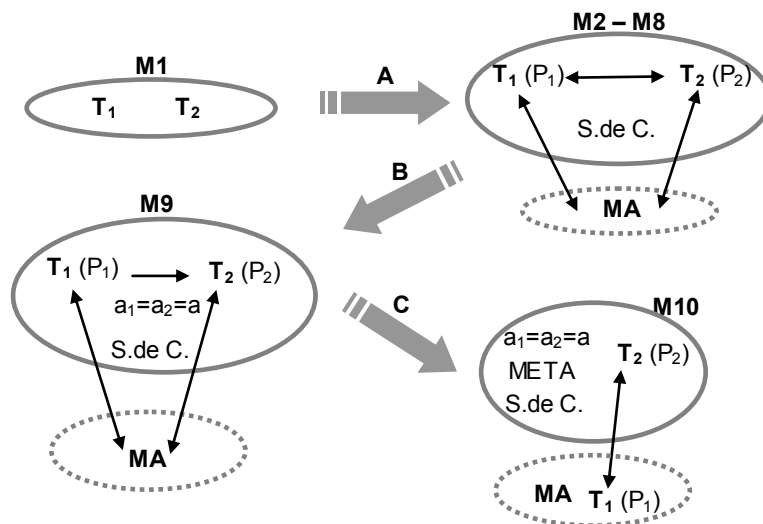 M1
T₁ T₂
A
M2 – M8
T₁ (P₁) T₂ (P₂)
S.de C.
MA
B
M9
T₁ (P₁) T₂ (P₂)
a₁=a₂=a
S.de C.
MA
C
M10
a₁=a₂=a
T₂ (P₂)
META
S.de C.
MA T₁ (P₁)